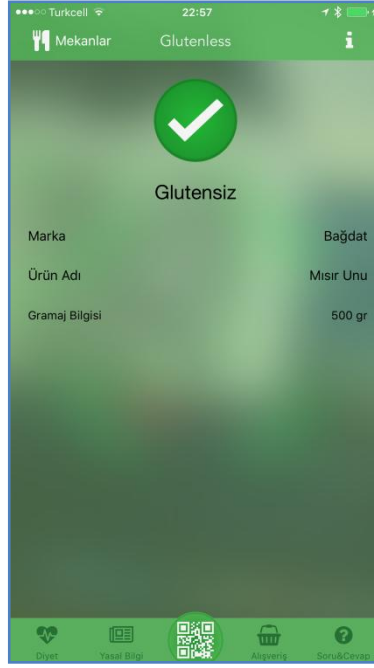 Turkcell 22:57
Mekanlar Glutenless
Glutensiz
Marka Bağdat
Ürün Adı Mısır Unu
Gramaj Bilgisi 500 gr
Diyet Yasal Bilgi Alışveriş Soru&Cevap